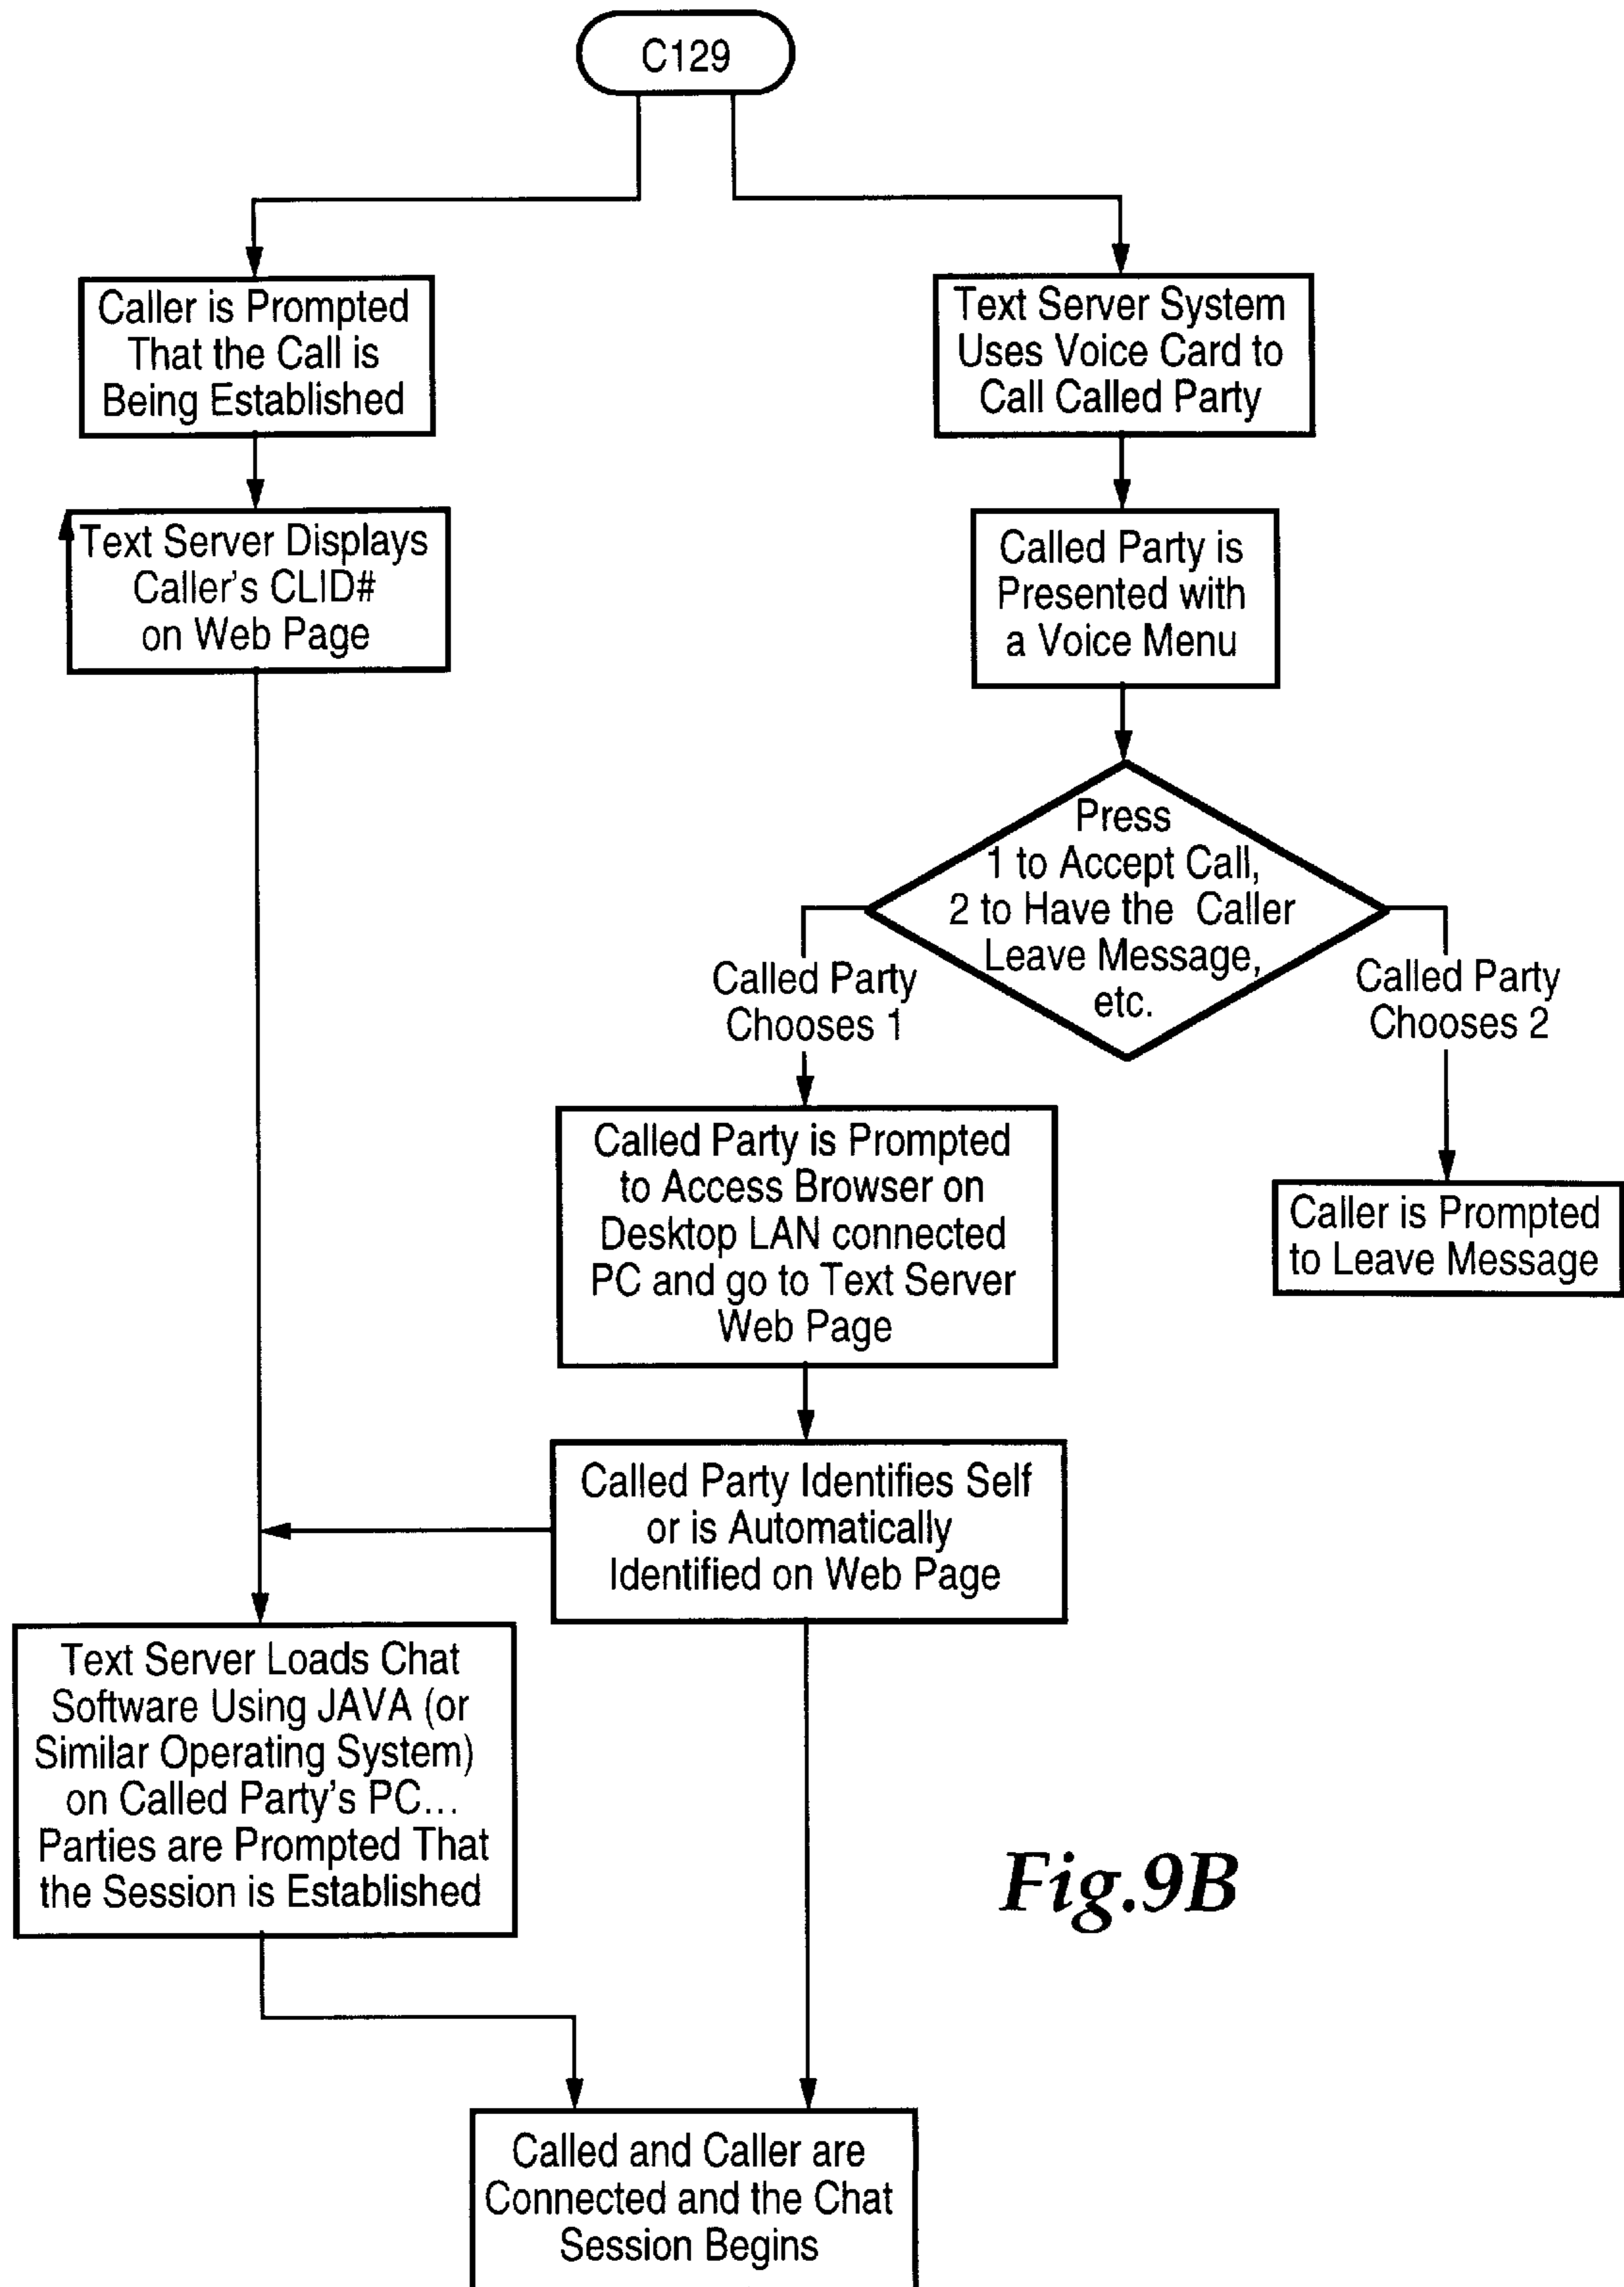 C129
Caller is Prompted
That the Call is
Being Established
Text Server System
Uses Voice Card to
Call Called Party
Text Server Displays
Caller's CLID#
on Web Page
Called Party is
Presented with
a Voice Menu
Press
1 to Accept Call,
2 to Have the Caller
Leave Message,
etc.
Called Party
Chooses 1
Called Party
Chooses 2
Called Party is Prompted
to Access Browser on
Desktop LAN connected
PC and go to Text Server
Web Page
Caller is Prompted
to Leave Message
Called Party Identifies Self
or is Automatically
Identified on Web Page
Text Server Loads Chat
Software Using JAVA (or
Similar Operating System)
on Called Party's PC...
Parties are Prompted That
the Session is Established
Fig.9B
Called and Caller are
Connected and the Chat
Session Begins